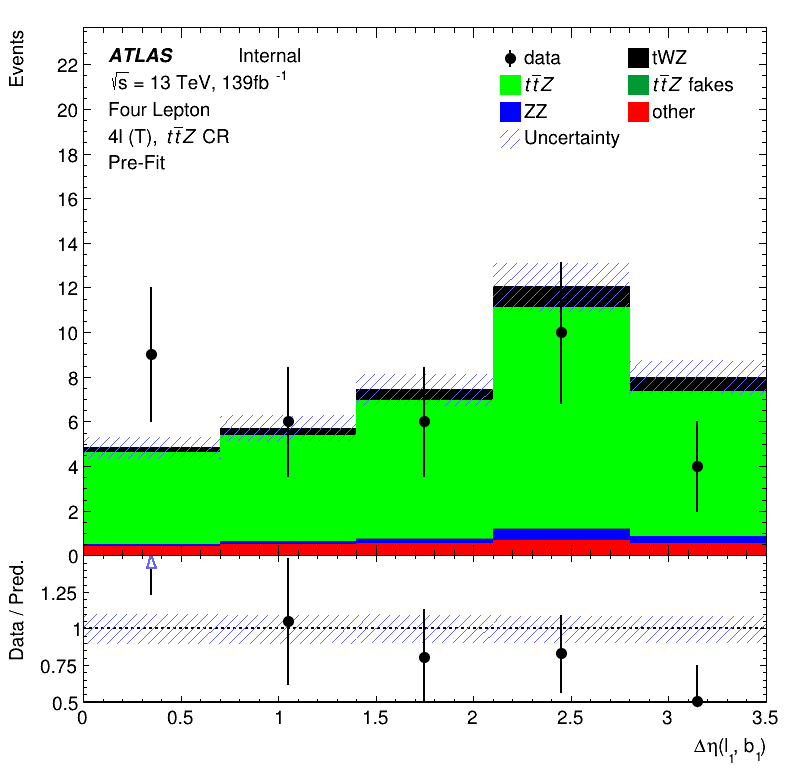 Events
22
20
18
16
14
12
10
8
6
4
2
0
ATLAS Internal
√s = 13 TeV, 139fb⁻¹
Four Lepton
4l (T), tt̅Z CR
Pre-Fit
data
tWZ
tt̅Z
tt̅Z fakes
ZZ
other
Uncertainty
Data / Pred.
1.25
1
0.75
0.5
0 0.5 1 1.5 2 2.5 3 3.5
Δη(l₁, b₁)